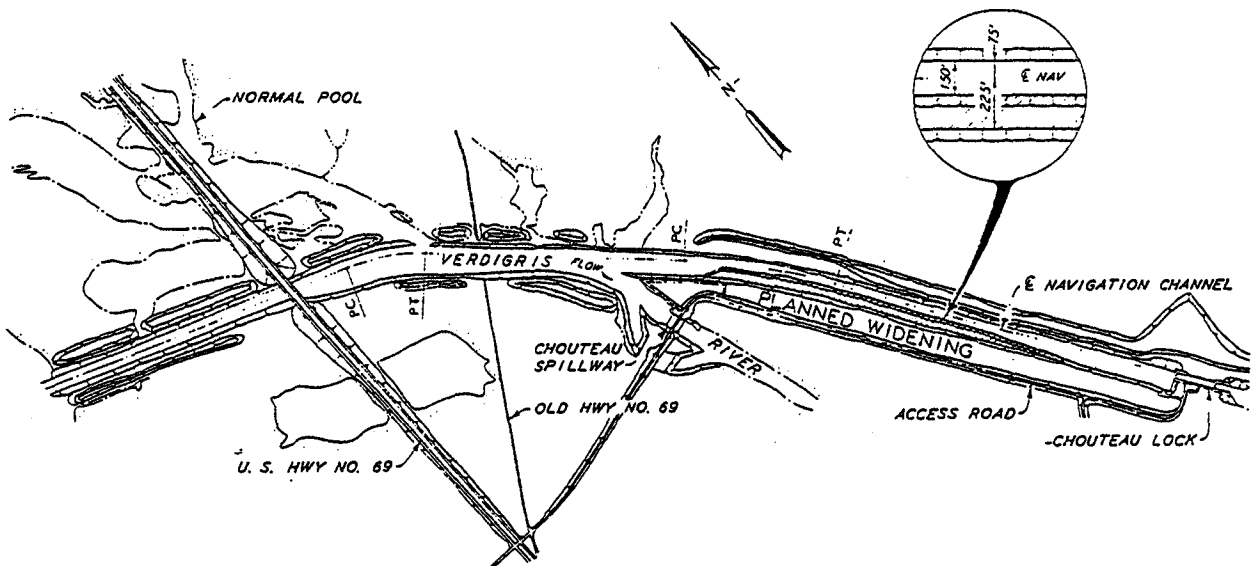 NORMAL POOL
N
75'
150'
225'
℄ NAV
PC
PT
VERDIGRIS
FLOW
PC
PT
℄ NAVIGATION CHANNEL
PLANNED WIDENING
CHOUTEAU
SPILLWAY
RIVER
OLD HWY NO. 69
ACCESS ROAD
CHOUTEAU LOCK
U. S. HWY NO. 69